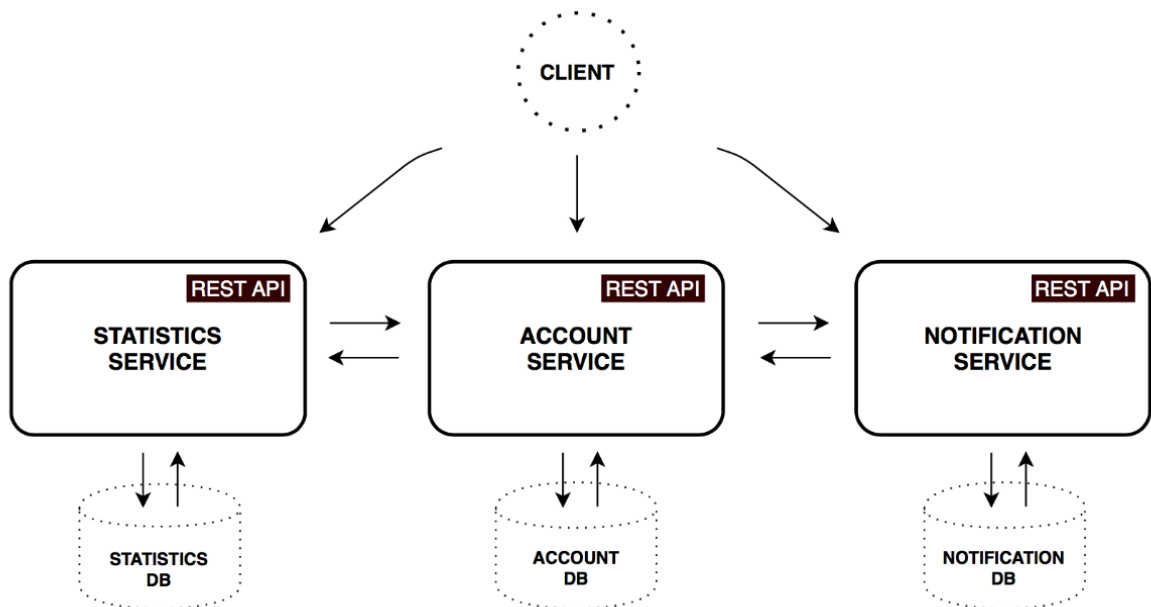 CLIENT
REST API
STATISTICS
SERVICE
REST API
ACCOUNT
SERVICE
REST API
NOTIFICATION
SERVICE
STATISTICS
DB
ACCOUNT
DB
NOTIFICATION
DB